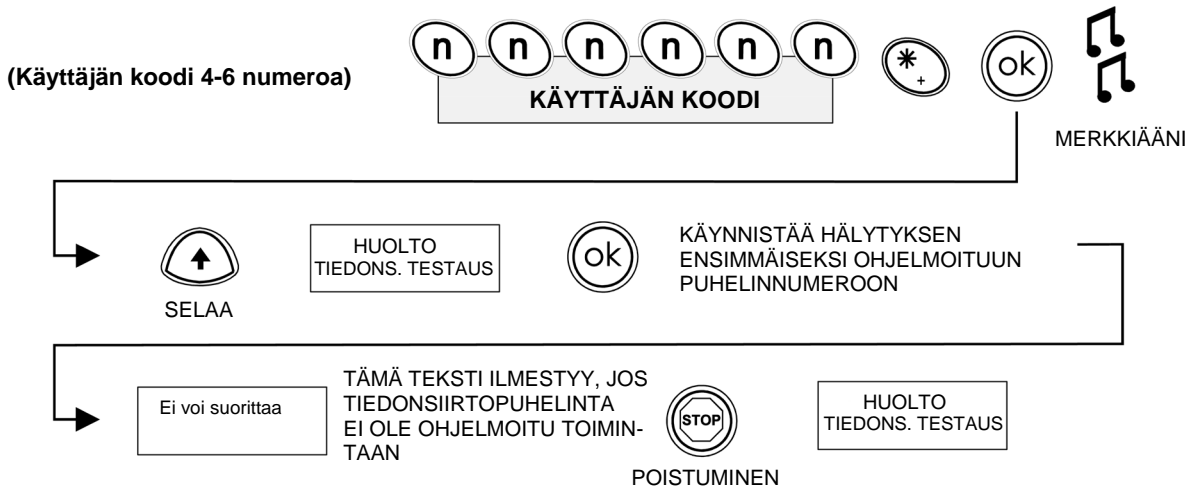 (Käyttäjän koodi 4-6 numeroa)
n n n n n n * + ok
KÄYTTÄJÄN KOODI
MERKKIÄÄNI
SELAA
HUOLTO
TIEDONS. TESTAUS
ok
KÄYNNISTÄÄ HÄLYTYKSEN
ENSIMMÄISEKSI OHJELMOITUUN
PUHELINNUMEROON
Ei voi suorittaa
TÄMÄ TEKSTI ILMESTYY, JOS
TIEDONSIIRTOPUHELINTA
EI OLE OHJELMOITU TOIMIN-
TAAN
STOP
POISTUMINEN
HUOLTO
TIEDONS. TESTAUS